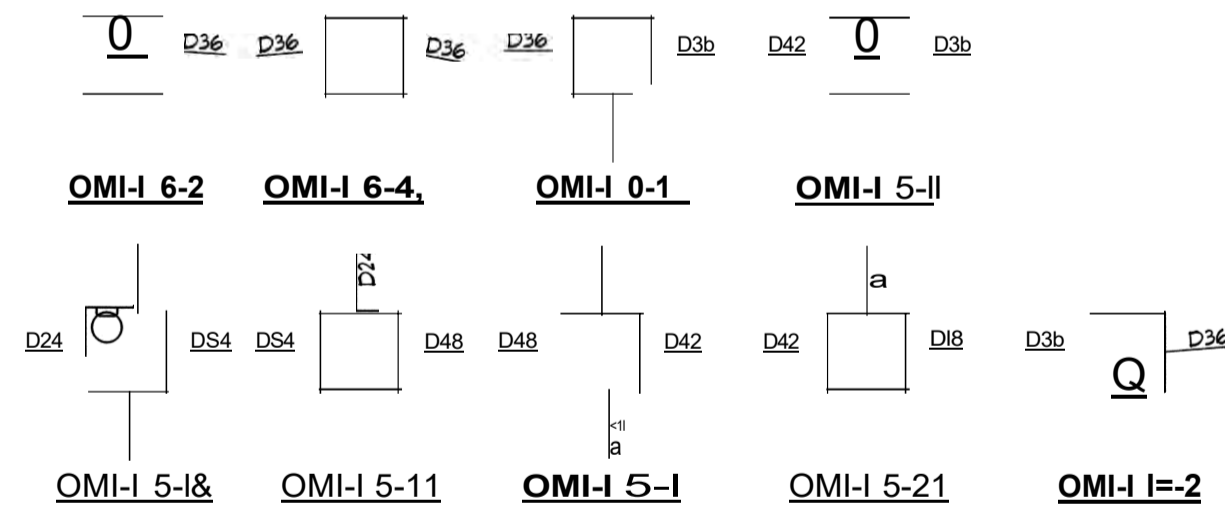 0 D36 D36 D36 D36 D3b D42 0 D3b
OMI-I 6-2 OMI-I 6-4, OMI-I 0-1 OMI-I 5-II
D24
a
D24 DS4 DS4 D48 D48 D42 D42 DI8 D3b D36
Q
<1l
a
OMI-I 5-I& OMI-I 5-11 OMI-I 5-I OMI-I 5-21 OMI-I I=-2